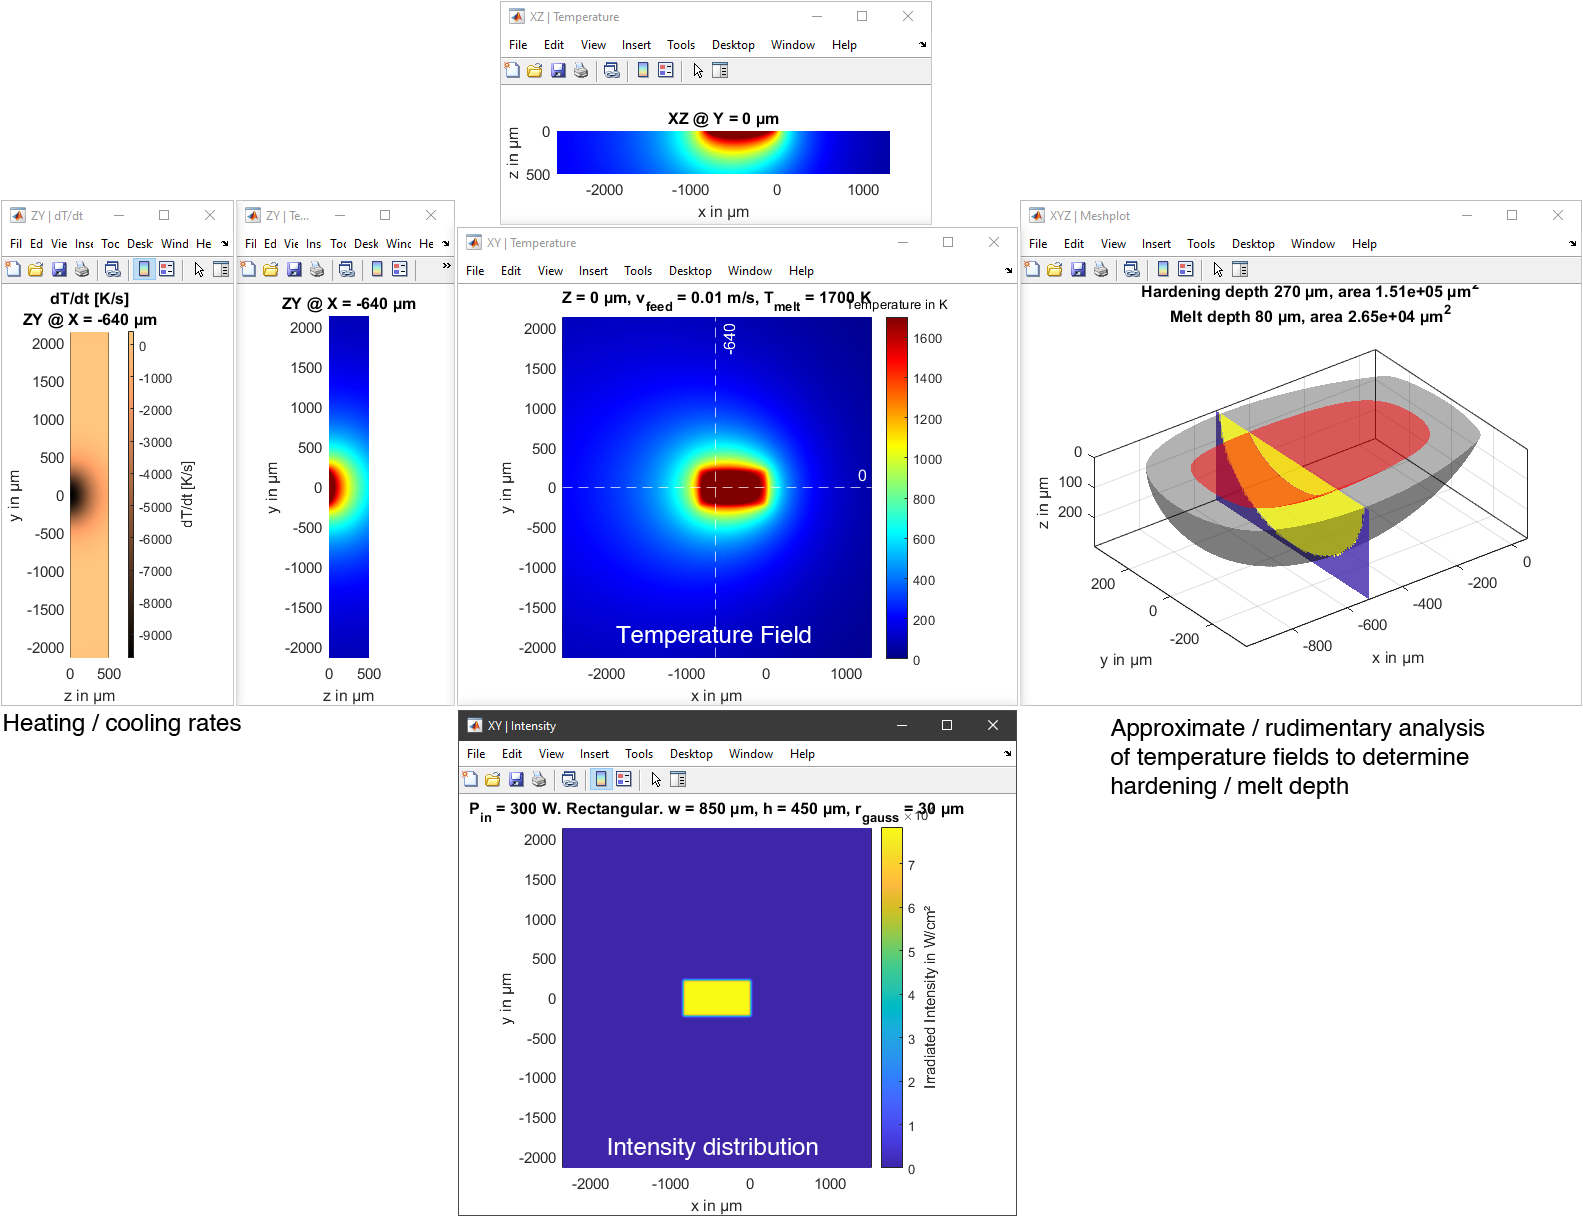 XZ | Temperature
File Edit View Insert Tools Desktop Window Help
XZ @ Y = 0 µm
z in µm
0
500
-2000 -1000 0 1000
x in µm
ZY | dT/dt
Fil Ed Vie Inse Toc Desk Wind He
dT/dt [K/s]
ZY @ X = -640 µm
y in µm
2000
1500
1000
500
0
-500
-1000
-1500
-2000
0 500
z in µm
0
-1000
-2000
-3000
-4000
-5000
-6000
-7000
-8000
-9000
dT/dt [K/s]
Heating / cooling rates
ZY | Te...
Fil Ed Vie Ins Toc Desk Winc He »
ZY @ X = -640 µm
y in µm
2000
1500
1000
500
0
-500
-1000
-1500
-2000
0 500
z in µm
XY | Temperature
File Edit View Insert Tools Desktop Window Help
Z = 0 µm, vfeed = 0.01 m/s, Tmelt = 1700 K
Temperature in K
y in µm
2000
1500
1000
500
0
-500
-1000
-1500
-2000
-640
0
Temperature Field
-2000 -1000 0 1000
x in µm
1600
1400
1200
1000
800
600
400
200
0
XYZ | Meshplot
File Edit View Insert Tools Desktop Window Help
Hardening depth 270 µm, area 1.51e+05 µm2
Melt depth 80 µm, area 2.65e+04 µm2
z in µm
0
100
200
200
0
-200
y in µm
-800
-600
-400
-200
0
x in µm
Approximate / rudimentary analysis
of temperature fields to determine
hardening / melt depth
XY | Intensity
File Edit View Insert Tools Desktop Window Help
Pin = 300 W. Rectangular. w = 850 µm, h = 450 µm, rgauss = 30 µm
y in µm
2000
1500
1000
500
0
-500
-1000
-1500
-2000
Intensity distribution
-2000 -1000 0 1000
x in µm
7
6
5
4
3
2
1
0
Irradiated Intensity in W/cm²